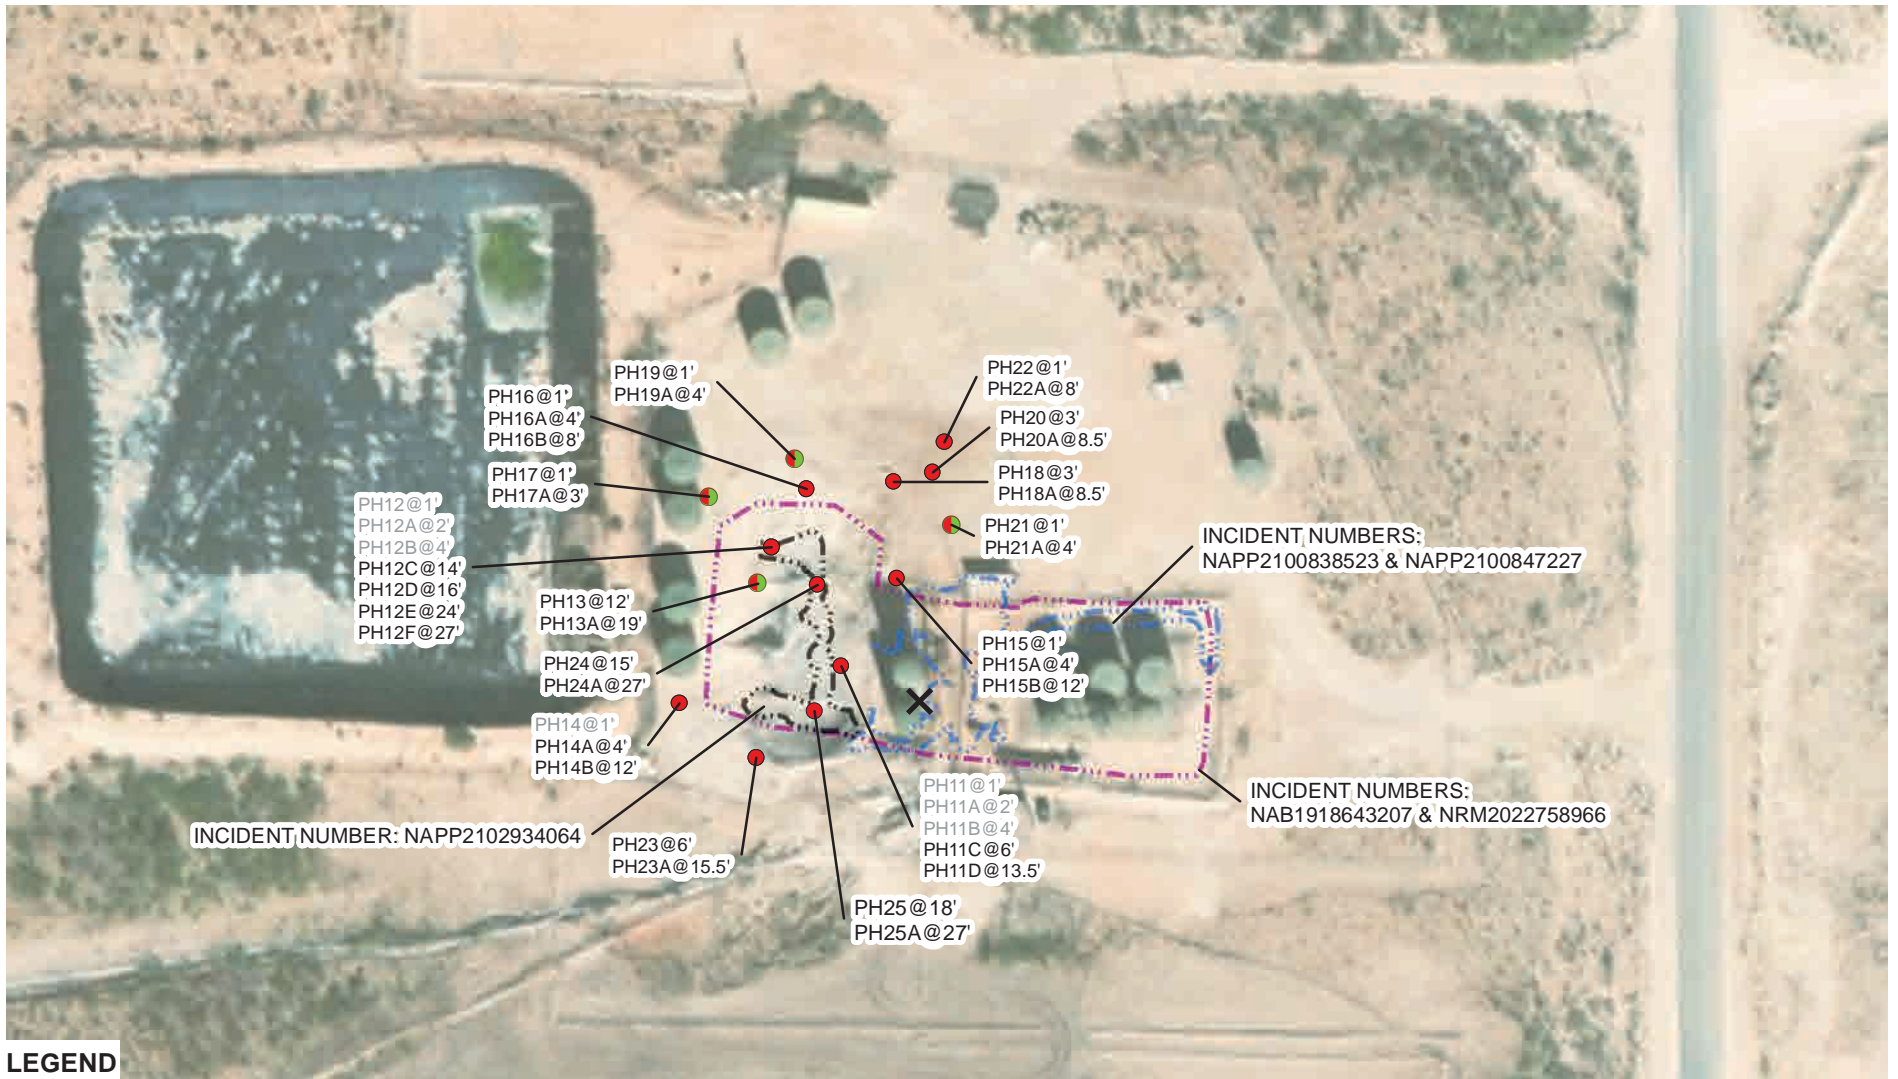 PH19@1'
PH19A@4'
PH22@1'
PH22A@8'
PH16@1'
PH16A@4'
PH16B@8'
PH20@3'
PH20A@8.5'
PH17@1'
PH17A@3'
PH18@3'
PH18A@8.5'
PH12@1'
PH12A@2'
PH12B@4'
PH12C@14'
PH12D@16'
PH12E@24'
PH12F@27'
PH21@1'
PH21A@4'
INCIDENT NUMBERS:
NAPP2100838523 & NAPP2100847227
PH13@12'
PH13A@19'
PH15@1'
PH15A@4'
PH15B@12'
PH24@15'
PH24A@27'
PH14@1'
PH14A@4'
PH14B@12'
PH11@1'
PH11A@2'
PH11B@4'
PH11C@6'
PH11D@13.5'
INCIDENT NUMBERS:
NAB1918643207 & NRM2022758966
INCIDENT NUMBER: NAPP2102934064
PH23@6'
PH23A@15.5'
PH25@18'
PH25A@27'
LEGEND